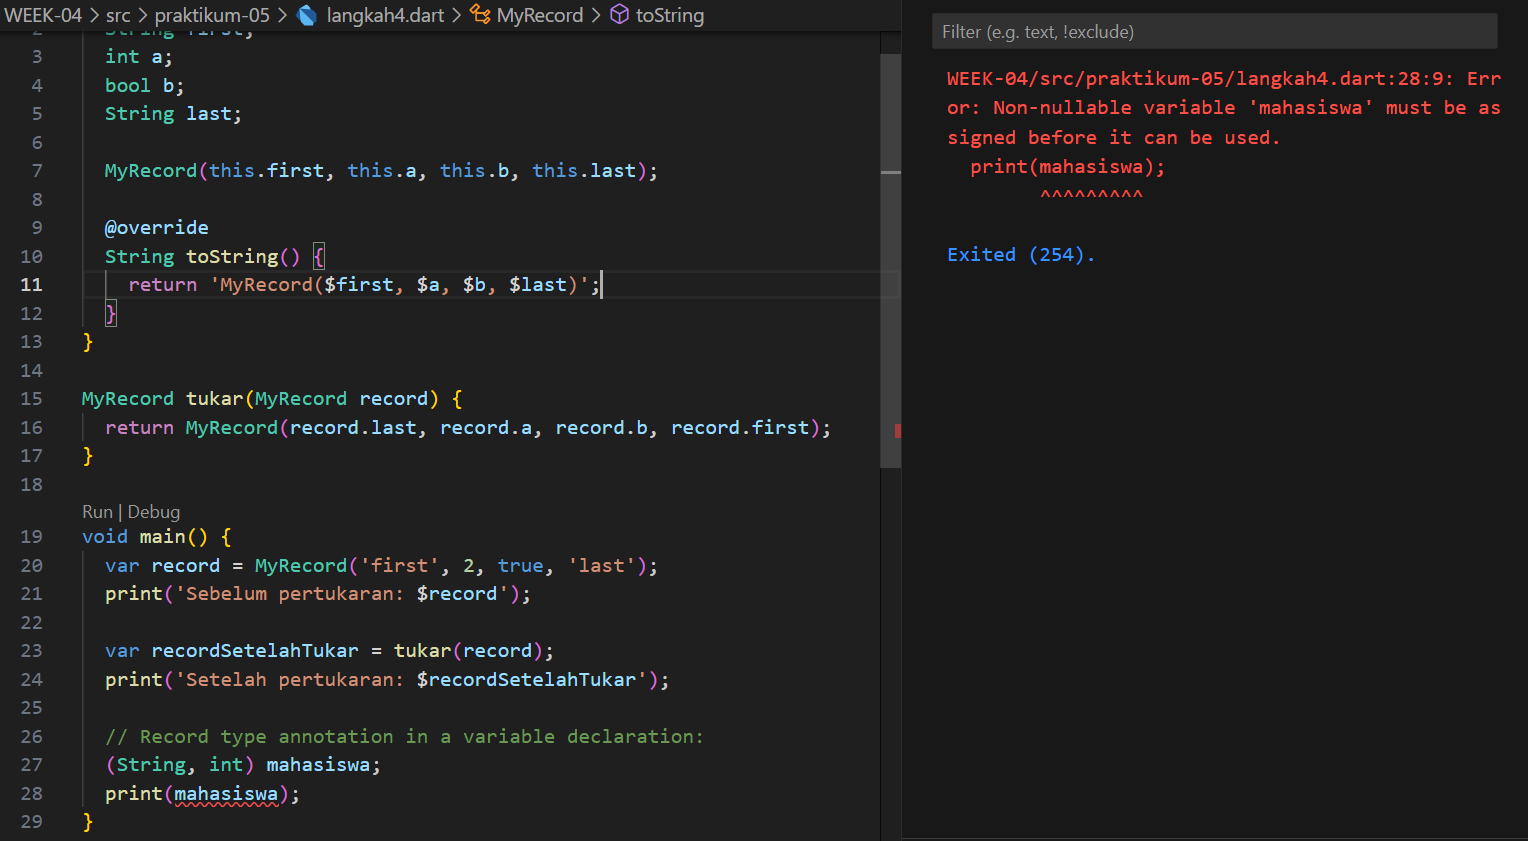 WEEK-04 > src > praktikum-05 > langkah4.dart > MyRecord > toString
2 String first;
3 int a;
4 bool b;
5 String last;
6
7 MyRecord(this.first, this.a, this.b, this.last);
8
9 @override
10 String toString() {
11 return 'MyRecord($first, $a, $b, $last)';
12 }
13 }
14
15 MyRecord tukar(MyRecord record) {
16 return MyRecord(record.last, record.a, record.b, record.first);
17 }
18
Run | Debug
19 void main() {
20 var record = MyRecord('first', 2, true, 'last');
21 print('Sebelum pertukaran: $record');
22
23 var recordSetelahTukar = tukar(record);
24 print('Setelah pertukaran: $recordSetelahTukar');
25
26 // Record type annotation in a variable declaration:
27 (String, int) mahasiswa;
28 print(mahasiswa);
29 }
Filter (e.g. text, !exclude)
WEEK-04/src/praktikum-05/langkah4.dart:28:9: Err
or: Non-nullable variable 'mahasiswa' must be as
signed before it can be used.
print(mahasiswa);
^^^^^^^^^
Exited (254).